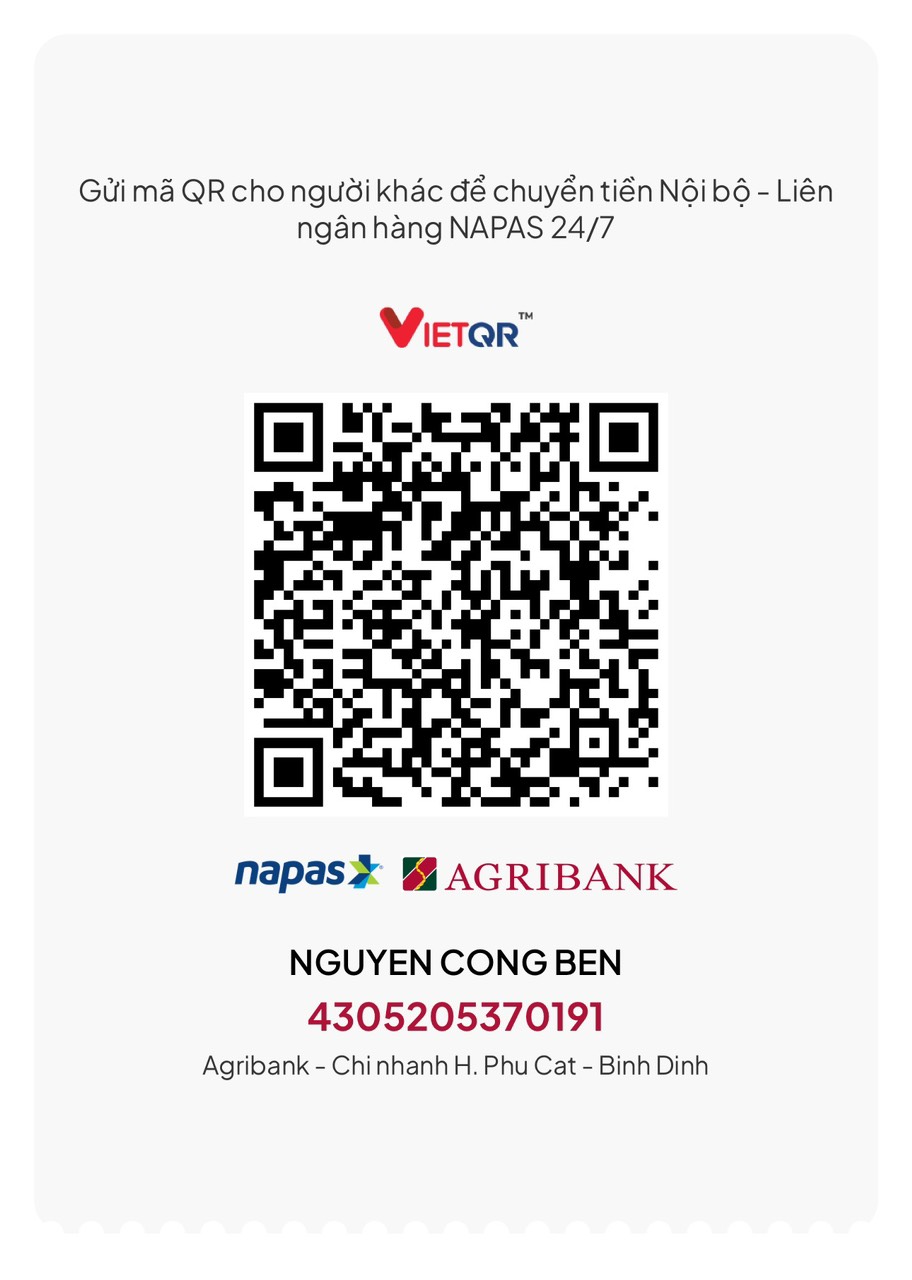 Gửi mã QR cho người khác để chuyển tiền Nội bộ - Liên
ngân hàng NAPAS 24/7
VIETQR™
napas AGRIBANK
NGUYEN CONG BEN
4305205370191
Agribank - Chi nhanh H. Phu Cat - Binh Dinh